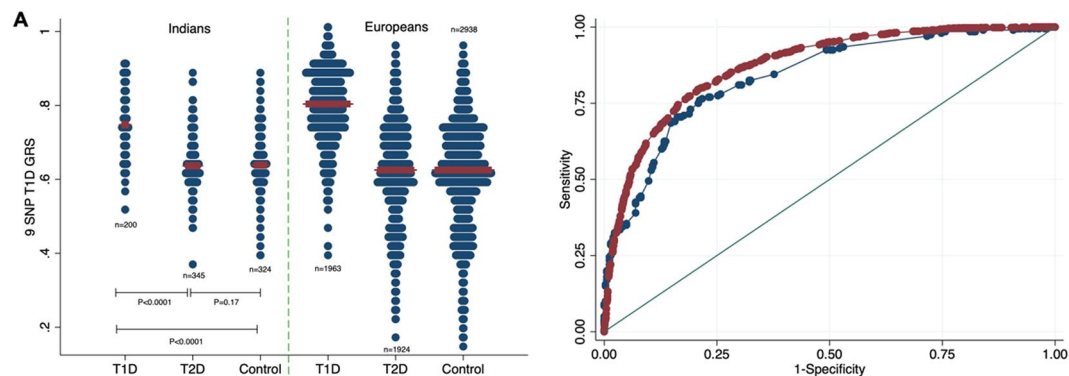 A
Indians
Europeans
n=2938
1
.8
.6
.4
.2
9 SNP T1D GRS
n=200
n=345
n=324
n=1963
n=1924
P<0.0001
P=0.17
P<0.0001
T1D
T2D
Control
T1D
T2D
Control
1.00
0.75
0.50
0.25
0.00
Sensitivity
0.00
0.25
0.50
0.75
1.00
1-Specificity